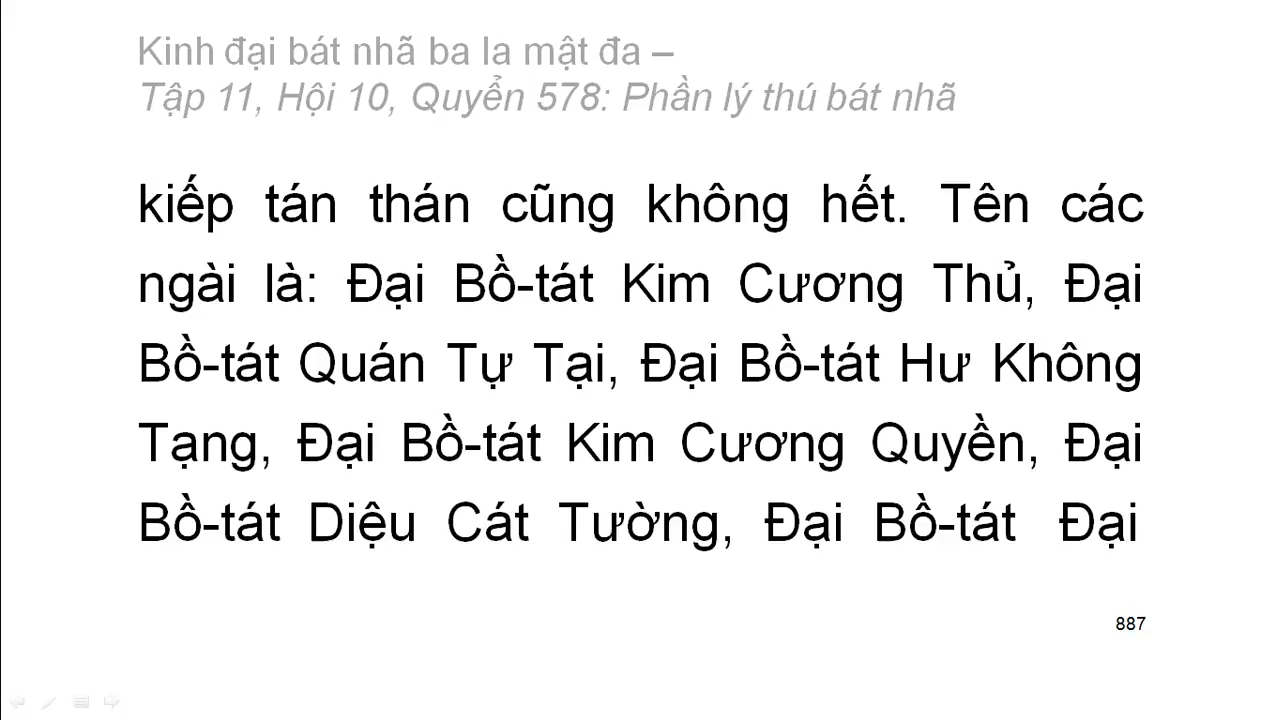 Kinh đại bát nhã ba la mật đa –
Tập 11, Hội 10, Quyển 578: Phần lý thú bát nhã
kiếp tán thán cũng không hết. Tên các
ngài là: Đại Bồ-tát Kim Cương Thủ, Đại
Bồ-tát Quán Tự Tại, Đại Bồ-tát Hư Không
Tạng, Đại Bồ-tát Kim Cương Quyền, Đại
Bồ-tát Diệu Cát Tường, Đại Bồ-tát Đại
887